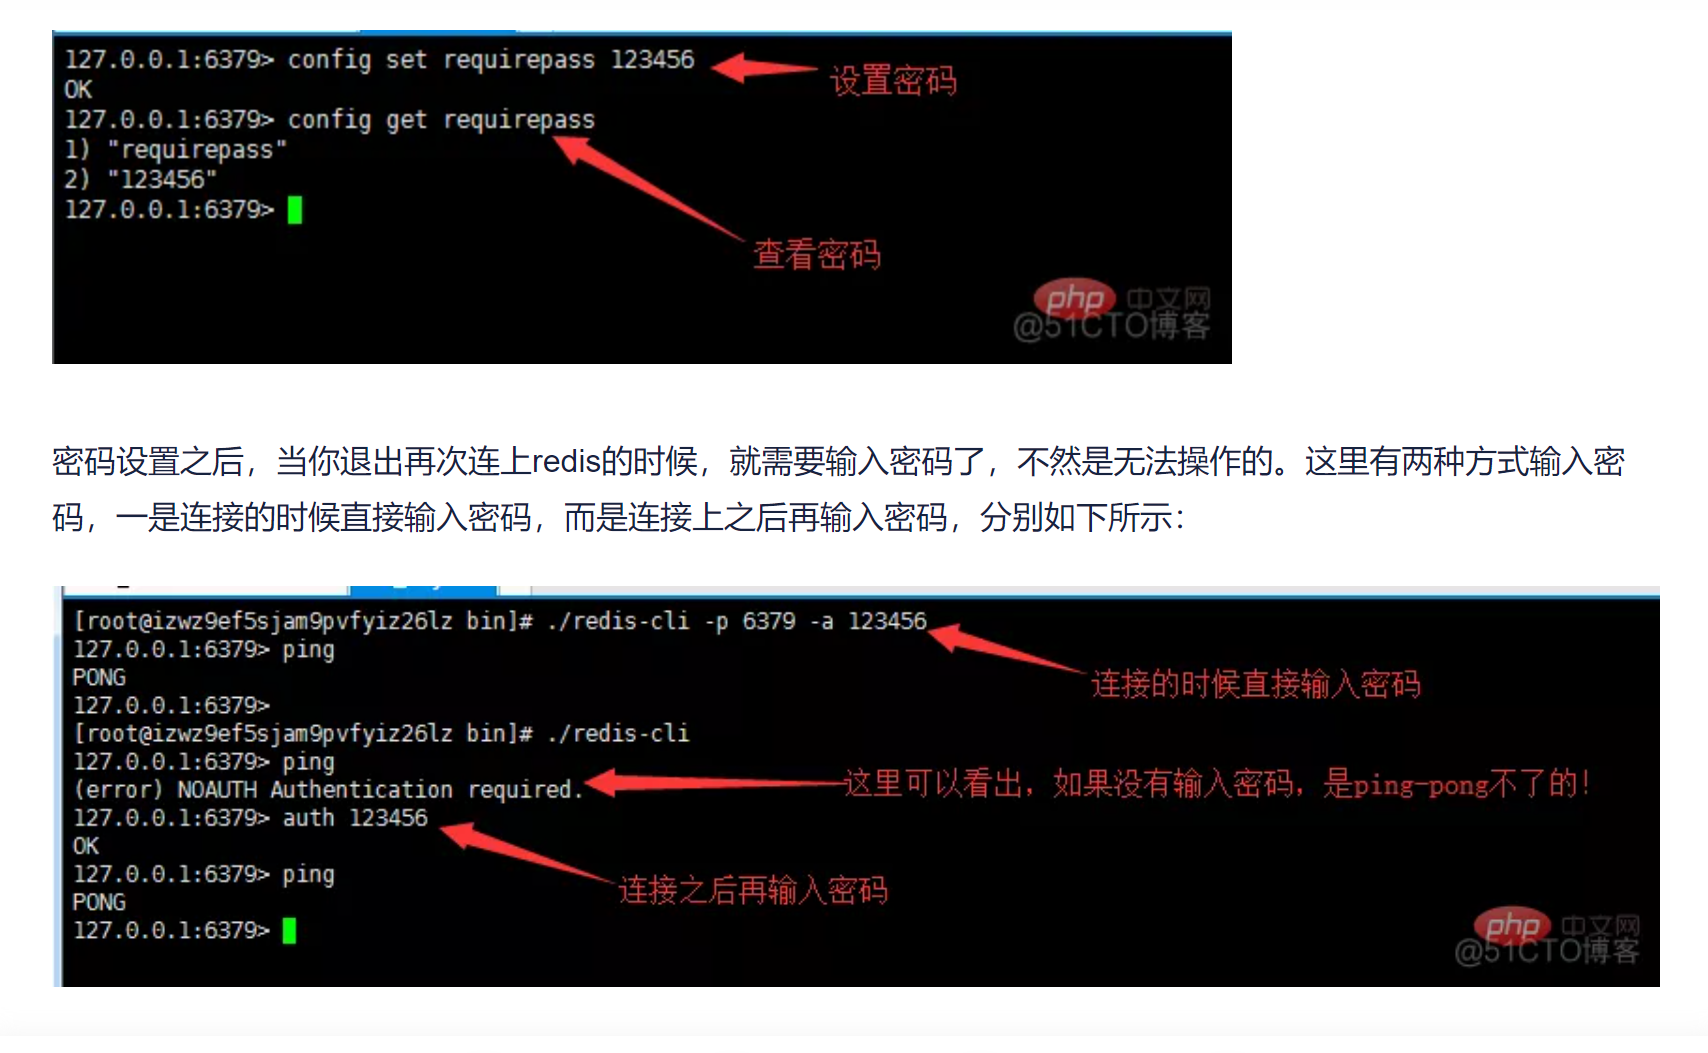 127.0.0.1:6379> config set requirepass 123456
设置密码
OK
127.0.0.1:6379> config get requirepass
1) "requirepass"
2) "123456"
127.0.0.1:6379>
查看密码
php 中文网
@51CTO博客
密码设置之后，当你退出再次连上redis的时候，就需要输入密码了，不然是无法操作的。这里有两种方式输入密
码，一是连接的时候直接输入密码，而是连接上之后再输入密码，分别如下所示：
[root@izwz9ef5sjam9pvfyiz26lz bin]# ./redis-cli -p 6379 -a 123456
127.0.0.1:6379> ping
PONG
连接的时候直接输入密码
127.0.0.1:6379>
[root@izwz9ef5sjam9pvfyiz26lz bin]# ./redis-cli
127.0.0.1:6379> ping
(error) NOAUTH Authentication required.
这里可以看出，如果没有输入密码，是ping-pong不了的！
127.0.0.1:6379> auth 123456
OK
127.0.0.1:6379> ping
连接之后再输入密码
PONG
127.0.0.1:6379>
php 中文网
@51CTO博客